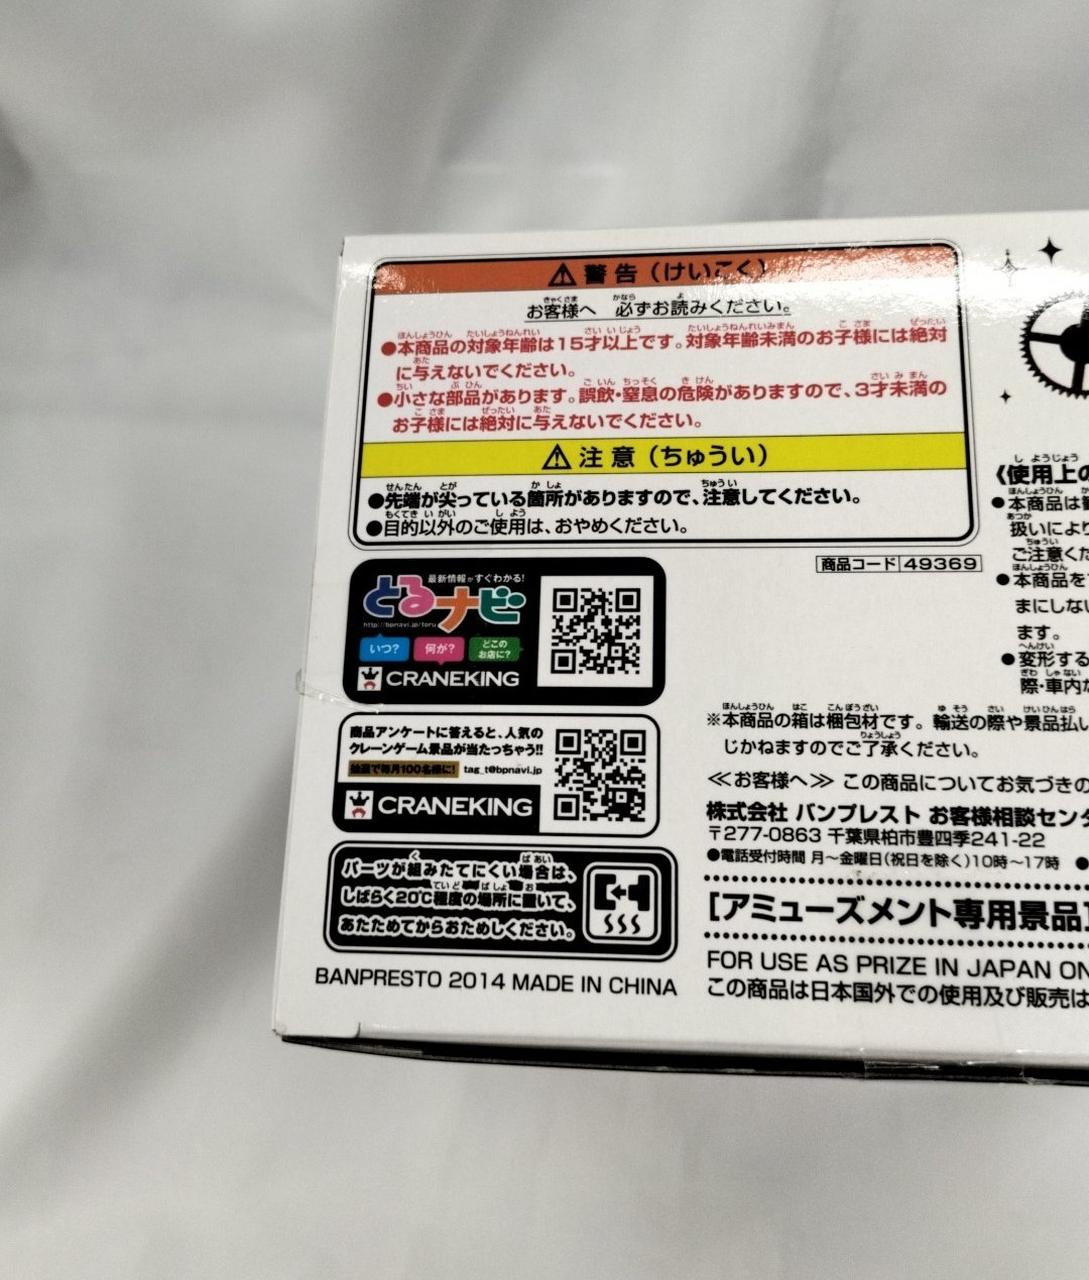 ⚠ 警告（けいこく）
お客様へ 必ずお読みください。
●本商品の対象年齢は15才以上です。対象年齢未満のお子様には絶対
に与えないでください。
●小さな部品があります。誤飲・窒息の危険がありますので、3才未満の
お子様には絶対に与えないでください。
⚠ 注意（ちゅうい）
●先端が尖っている箇所がありますので、注意してください。
●目的以外のご使用は、おやめください。
商品コード 49369
最新情報がすぐわかる!
とるナビ
http://bpnavi.jp/toru
いつ? 何が? どこのお店に?
CRANEKING
商品アンケートに答えると、人気の
クレーンゲーム景品が当たっちゃう!!
抽選で毎月100名様に! tag_t@bpnavi.jp
CRANEKING
パーツが組みたてにくい場合は、
しばらく20℃程度の場所に置いて、
あたためてからおためしください。
BANPRESTO 2014 MADE IN CHINA
《使用上の
●本商品は
扱いにより
ご注意くだ
●本商品を
まにしない
ます。
●変形する
際・車内な
※本商品の箱は梱包材です。輸送の際や景品払い
じかねますのでご了承ください。
≪お客様へ≫ この商品についてお気づきの
株式会社 バンプレスト お客様相談センタ
〒277-0863 千葉県柏市豊四季241-22
●電話受付時間 月〜金曜日(祝日を除く)10時〜17時 ●
[アミューズメント専用景品]
FOR USE AS PRIZE IN JAPAN ON
この商品は日本国外での使用及び販売は